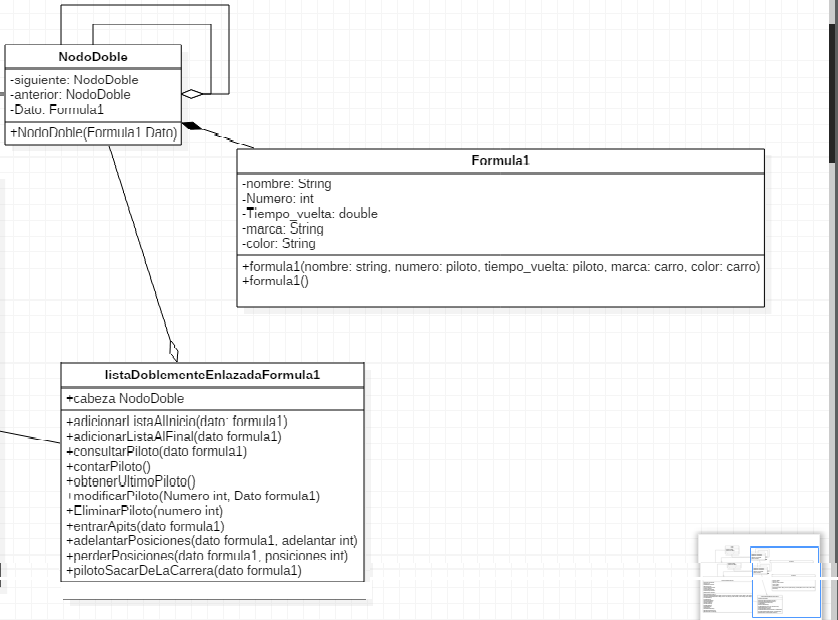 NodoDoble
-siguiente: NodoDoble
-anterior: NodoDoble
-Dato: Formula1
+NodoDoble(Formula1 Dato)
Formula1
-nombre: String
-Numero: int
-Tiempo_vuelta: double
-marca: String
-color: String
+formula1(nombre: string, numero: piloto, tiempo_vuelta: piloto, marca: carro, color: carro)
+formula1()
listaDoblementeEnlazadaFormula1
+cabeza NodoDoble
+adicionarListaAlInicio(dato: formula1)
+adicionarListaAlFinal(dato formula1)
+consultarPiloto(dato formula1)
+contarPiloto()
+obtenerUltimoPiloto()
+modificarPiloto(Numero int, Dato formula1)
+EliminarPiloto(numero int)
+entrarApits(dato formula1)
+adelantarPosiciones(dato formula1, adelantar int)
+perderPosiciones(dato formula1, posiciones int)
+pilotoSacarDeLaCarrera(dato formula1)